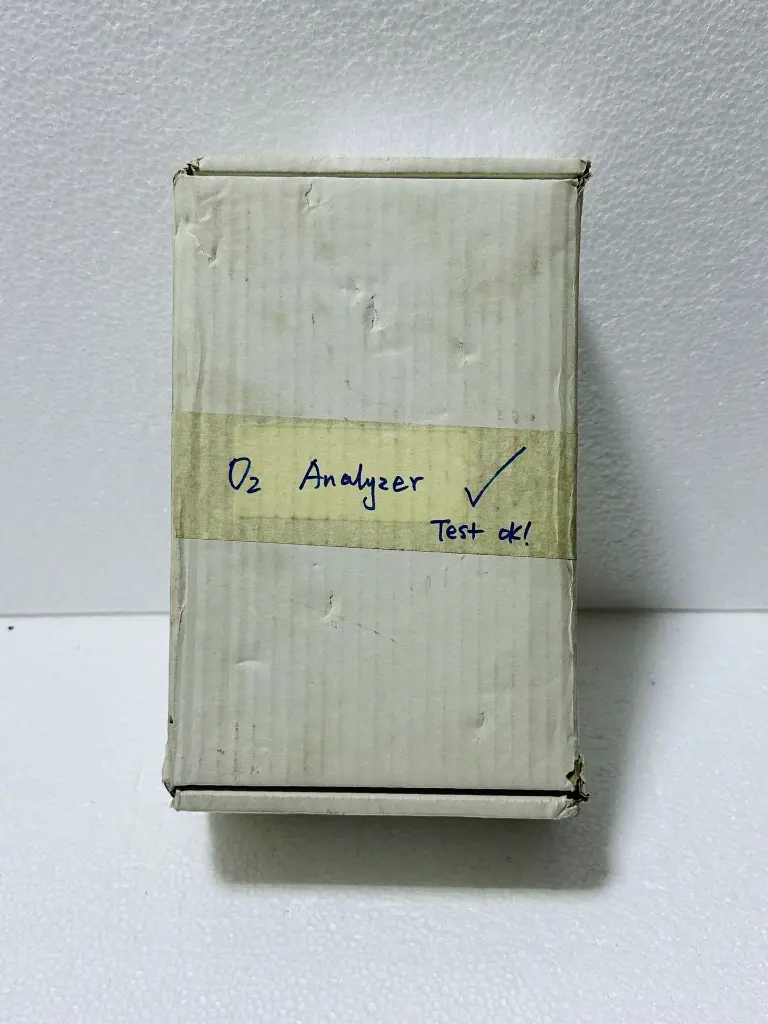 O₂ Analyzer ✓
Test ok!